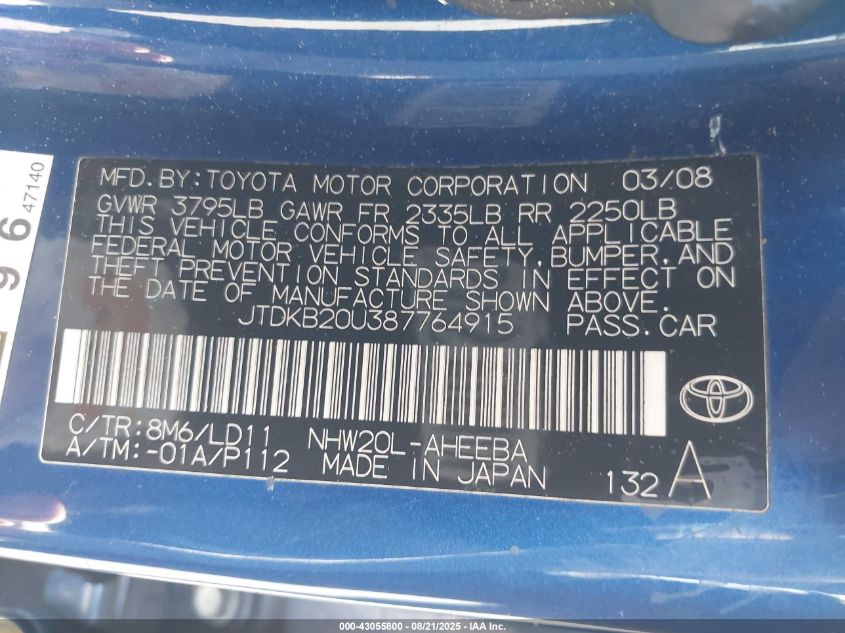 MFD.BY:TOYOTA MOTOR CORPORATION 03/08
GVWR 3795LB GAWR FR 2335LB RR 2250LB
THIS VEHICLE CONFORMS TO ALL APPLICABLE
FEDERAL MOTOR VEHICLE SAFETY,BUMPER,AND
THEFT PREVENTION STANDARDS IN EFFECT ON
THE DATE OF MANUFACTURE SHOWN ABOVE.
JTDKB20U387764915 PASS.CAR
C/TR:8M6/LD11 NHW20L-AHEEBA
A/TM:-01A/P112 MADE IN JAPAN 132 A
96
47140
000-43055800 - 08/21/2025 - IAA Inc.